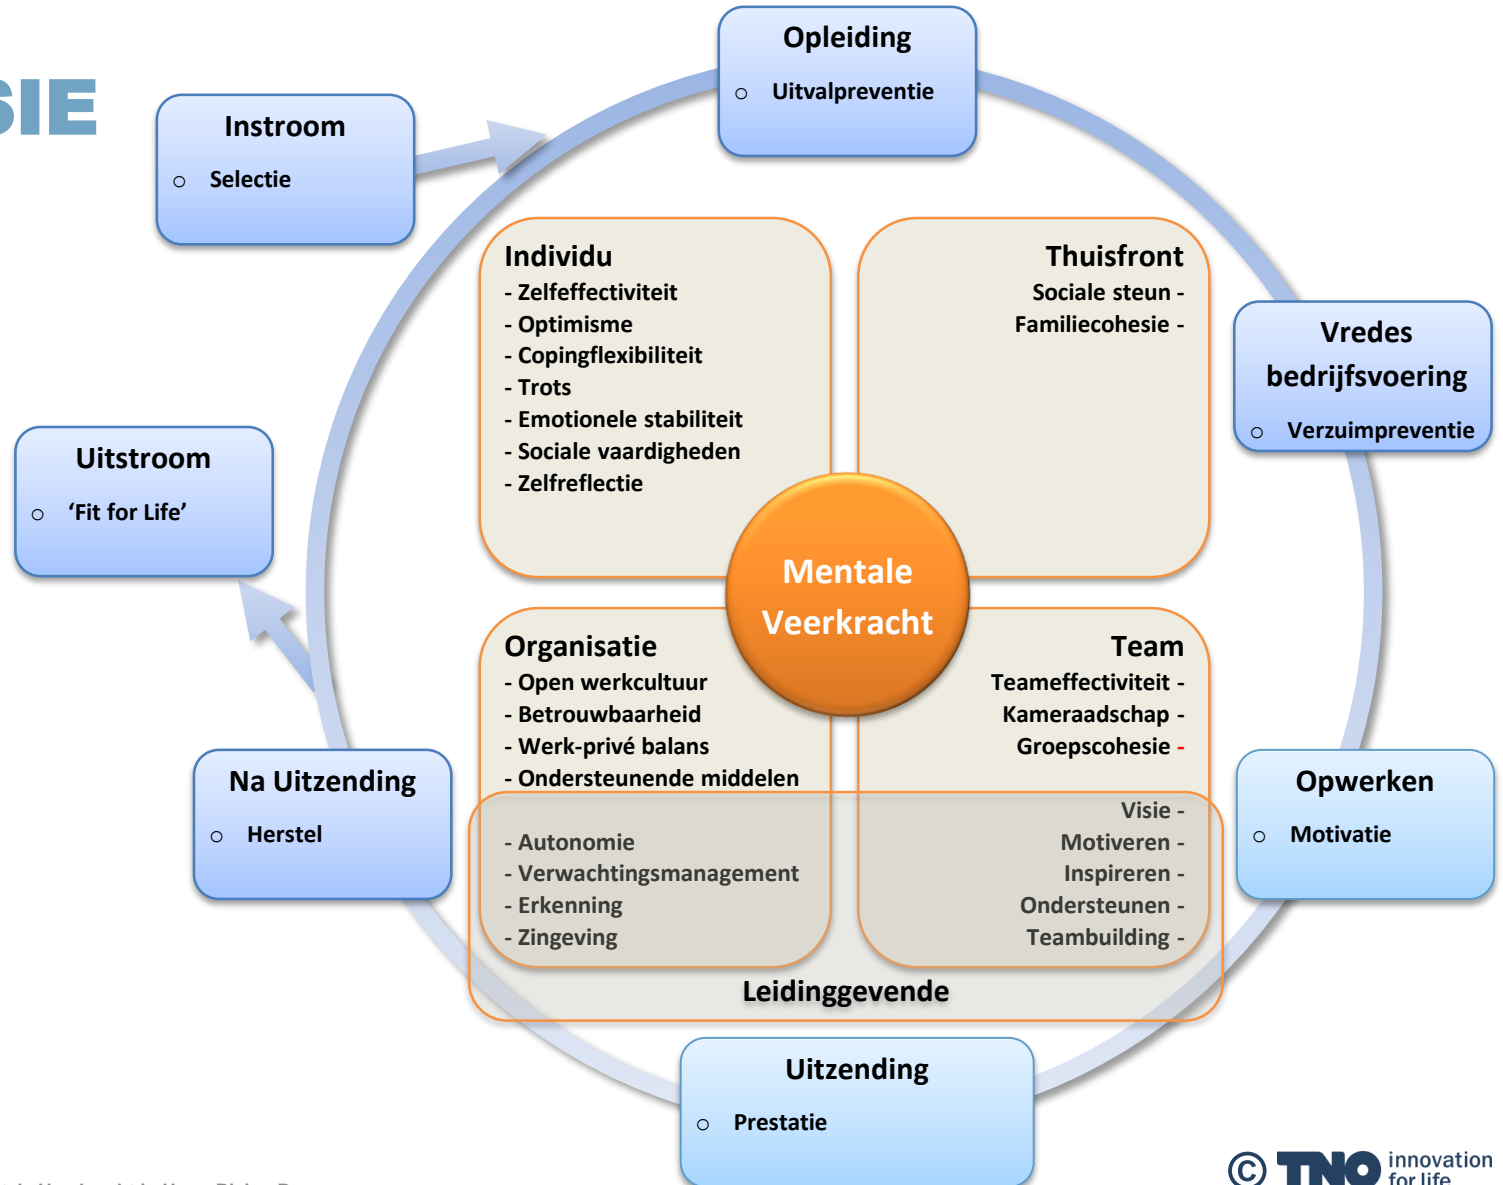 SIE
Opleiding
o Uitvalpreventie
Instroom
o Selectie
Individu
- Zelfeffectiviteit
- Optimisme
- Copingflexibiliteit
- Trots
- Emotionele stabiliteit
- Sociale vaardigheden
- Zelfreflectie
Thuisfront
Sociale steun -
Familiecohesie -
Vredes
bedrijfsvoering
o Verzuimpreventie
Uitstroom
o ‘Fit for Life’
Mentale
Veerkracht
Organisatie
- Open werkcultuur
- Betrouwbaarheid
- Werk-privé balans
- Ondersteunende middelen
- Autonomie
- Verwachtingsmanagement
- Erkenning
- Zingeving
Team
Teameffectiviteit -
Kameraadschap -
Groepscohesie -
Visie -
Motiveren -
Inspireren -
Ondersteunen -
Teambuilding -
Leidinggevende
Na Uitzending
o Herstel
Opwerken
o Motivatie
Uitzending
o Prestatie
© TNO innovation
for life